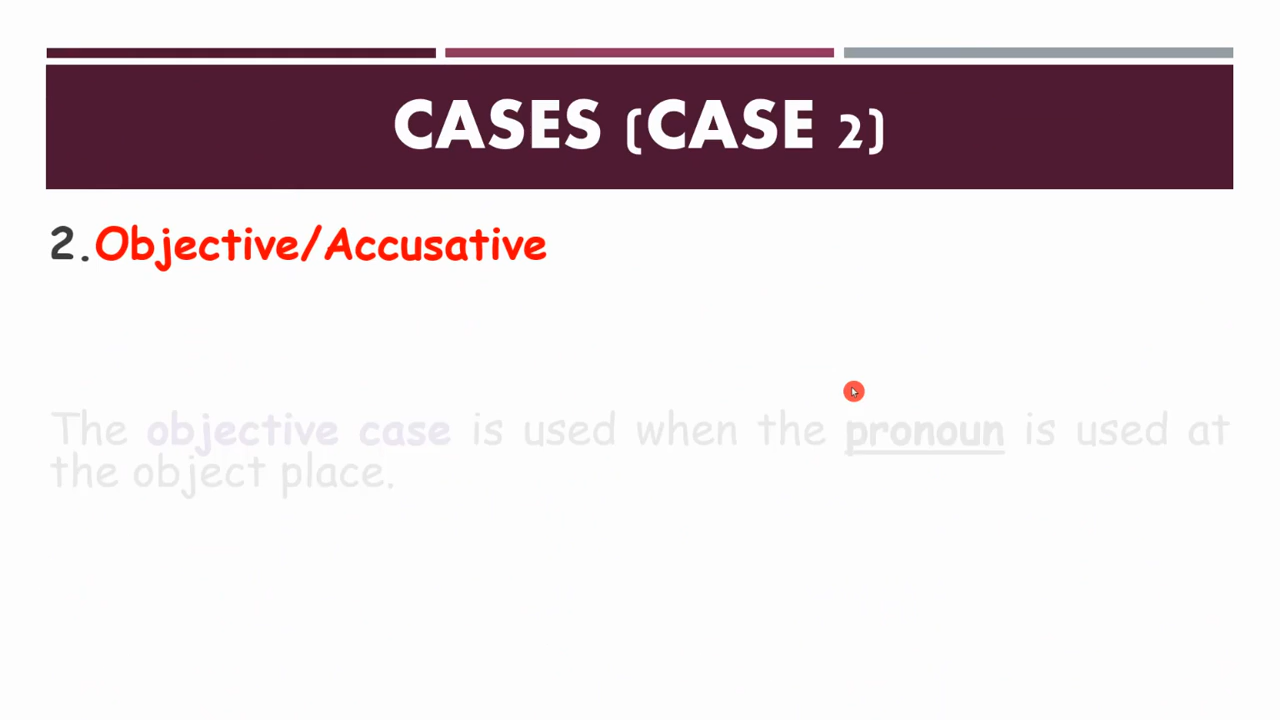 CASES (CASE 2)
2.Objective/Accusative
The objective case is used when the pronoun is used at
the object place.